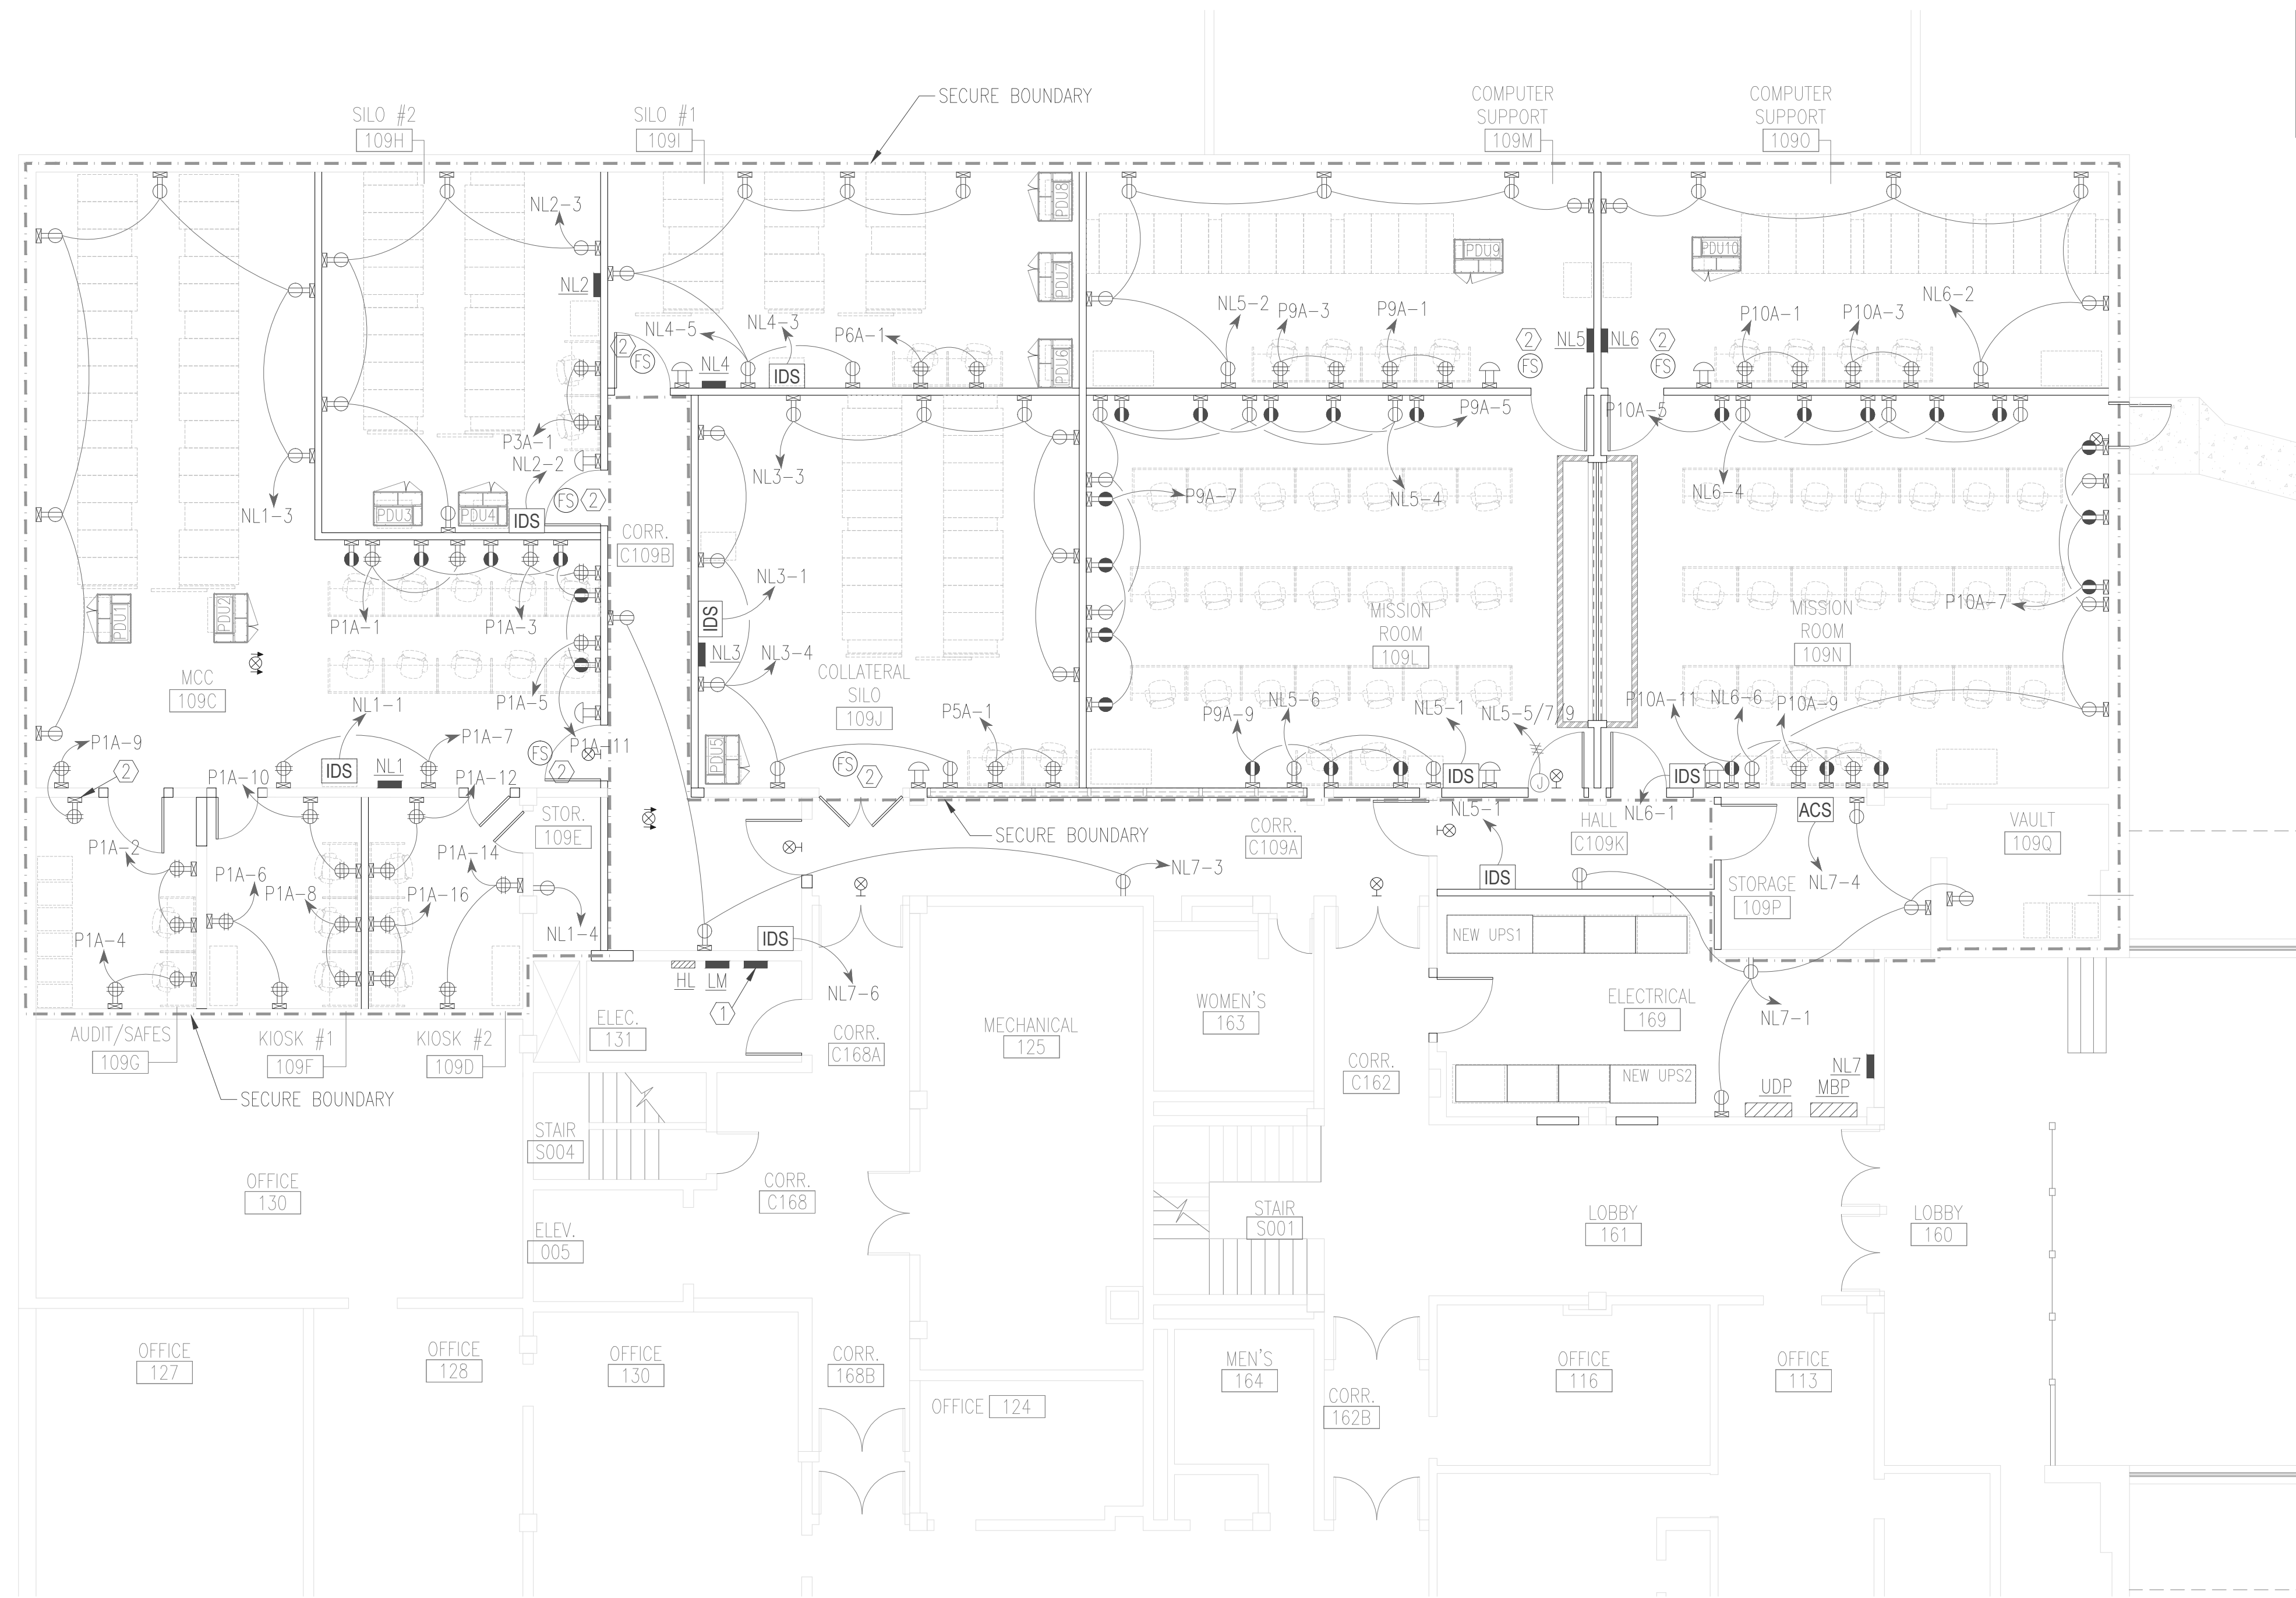 SECURE BOUNDARY
SILO #2
109H
SILO #1
109I
COMPUTER
SUPPORT
109M
COMPUTER
SUPPORT
109O
NL2-3
NL2
PDU8
PDU7
PDU6
PDU9
PDU10
NL4-5
NL4-3
P6A-1
2
FS
NL4
IDS
NL5-2
P9A-3
P9A-1
2
FS
NL5
NL6
2
FS
P10A-1
P10A-3
NL6-2
P3A-1
NL2-2
PDU3
PDU4
IDS
FS
2
NL1-3
CORR.
C109B
NL3-3
P9A-7
P9A-5
NL5-4
P10A-5
NL6-4
PDU1
PDU2
P1A-1
P1A-3
NL3-1
IDS
NL3
NL3-4
MISSION
ROOM
109L
MISSION
ROOM
109N
P10A-7
MCC
109C
P1A-5
NL1-1
P1A-11
COLLATERAL
SILO
109J
P5A-1
PDU5
FS
2
P9A-9
NL5-6
NL5-1
NL5-5/7/9
IDS
J
P10A-11
NL6-6
P10A-9
IDS
P1A-9
2
P1A-10
IDS
NL1
P1A-7
P1A-12
FS
2
STOR.
109E
SECURE BOUNDARY
CORR.
C109A
NL5-1
HALL
C109K
NL6-1
ACS
VAULT
109Q
P1A-2
P1A-6
P1A-8
P1A-14
P1A-16
NL7-3
IDS
STORAGE
109P
NL7-4
P1A-4
NL1-4
IDS
NL7-6
HL
LM
1
NEW UPS1
AUDIT/SAFES
109G
KIOSK #1
109F
KIOSK #2
109D
ELEC.
131
CORR.
C168A
MECHANICAL
125
WOMEN'S
163
ELECTRICAL
169
NL7-1
CORR.
C162
NEW UPS2
UDP
MBP
NL7
SECURE BOUNDARY
STAIR
S004
OFFICE
130
CORR.
C168
STAIR
S001
LOBBY
161
LOBBY
160
ELEV.
005
OFFICE
127
OFFICE
128
OFFICE
130
CORR.
168B
MEN'S
164
OFFICE
116
OFFICE
113
OFFICE 124
CORR.
162B